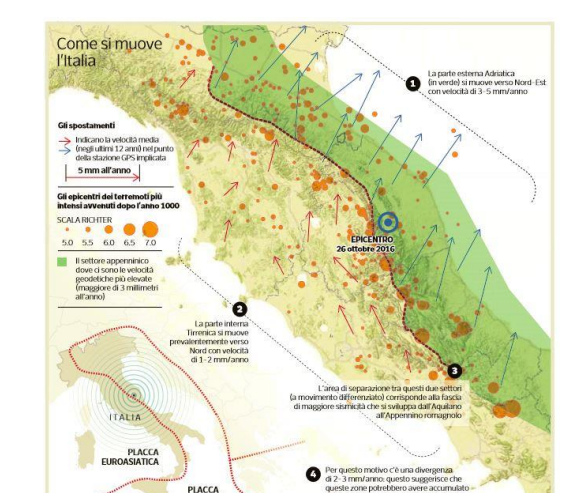 Come si muove
l'Italia
1
La parte esterna Adriatica
(in verde) si muove verso Nord-Est
con velocità di 3-5 mm/anno
Gli spostamenti
Indicano la velocità media
(negli ultimi 12 anni) nel punto
della stazione GPS implicata
5 mm all'anno
Gli epicentri dei terremoti più
intensi avvenuti dopo l'anno 1000
SCALA RICHTER
5.0 5.5 6.0 6.5 7.0
Il settore appenninico
dove ci sono le velocità
geodetiche più elevate
(maggiore di 3 millimetri
all'anno)
EPICENTRO
26 ottobre 2016
2
La parte interna
Tirrenica si muove
prevalentemente verso
Nord con velocità
di 1-2 mm/anno
3
L'area di separazione tra questi due settori
(a movimento differenziato) corrisponde alla fascia
di maggiore sismicità che si sviluppa dall'Aquilano
all'Appennino romagnolo
ITALIA
PLACCA
EUROASIATICA
PLACCA
4
Per questo motivo c'è una divergenza
di 2-3 mm/anno: questo suggerisce che
queste zone potrebbero avere accumulato